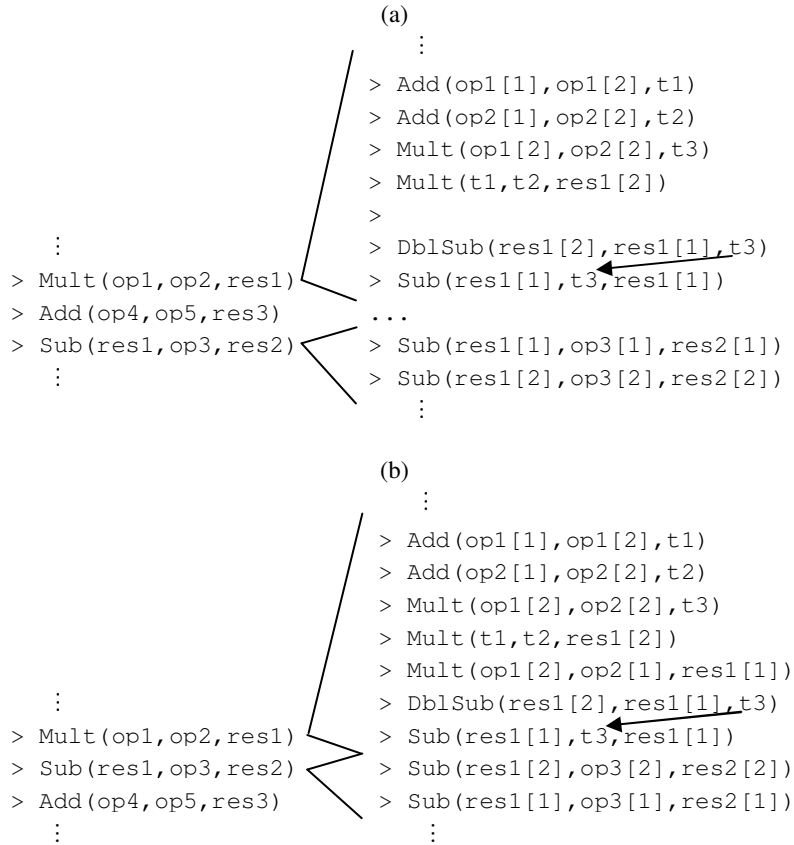 (a)
⋮
> Add(op1[1],op1[2],t1)
> Add(op2[1],op2[2],t2)
> Mult(op1[2],op2[2],t3)
> Mult(t1,t2,res1[2])
>
⋮
> DblSub(res1[2],res1[1],t3)
> Mult(op1,op2,res1)
> Sub(res1[1],t3,res1[1])
> Add(op4,op5,res3)
...
> Sub(res1,op3,res2)
> Sub(res1[1],op3[1],res2[1])
⋮
> Sub(res1[2],op3[2],res2[2])
⋮
(b)
⋮
> Add(op1[1],op1[2],t1)
> Add(op2[1],op2[2],t2)
> Mult(op1[2],op2[2],t3)
> Mult(t1,t2,res1[2])
> Mult(op1[2],op2[1],res1[1])
⋮
> DblSub(res1[2],res1[1],t3)
> Mult(op1,op2,res1)
> Sub(res1[1],t3,res1[1])
> Sub(res1,op3,res2)
> Sub(res1[2],op3[2],res2[2])
> Add(op4,op5,res3)
> Sub(res1[1],op3[1],res2[1])
⋮
⋮